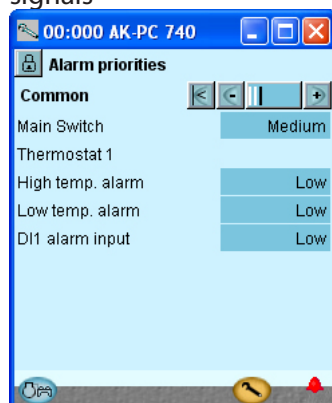 signals
00:000 AK-PC 740
Alarm priorities
Common
Main Switch Medium
Thermostat 1
High temp. alarm Low
Low temp. alarm Low
DI1 alarm input Low